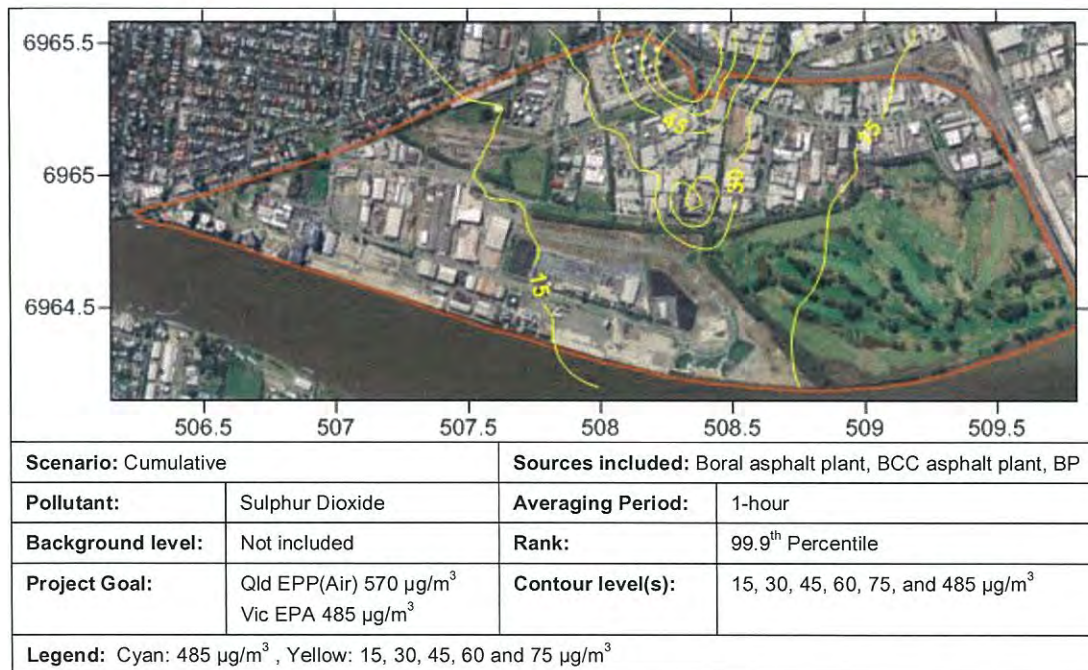 6965.5
6965
6964.5
45
30
15
15
506.5 507 507.5 508 508.5 509 509.5
Scenario: Cumulative
Sources included: Boral asphalt plant, BCC asphalt plant, BP
Pollutant: Sulphur Dioxide
Averaging Period: 1-hour
Background level: Not included
Rank: 99.9th Percentile
Project Goal: Qld EPP(Air) 570 µg/m³
Vic EPA 485 µg/m³
Contour level(s): 15, 30, 45, 60, 75, and 485 µg/m³
Legend: Cyan: 485 µg/m³ , Yellow: 15, 30, 45, 60 and 75 µg/m³